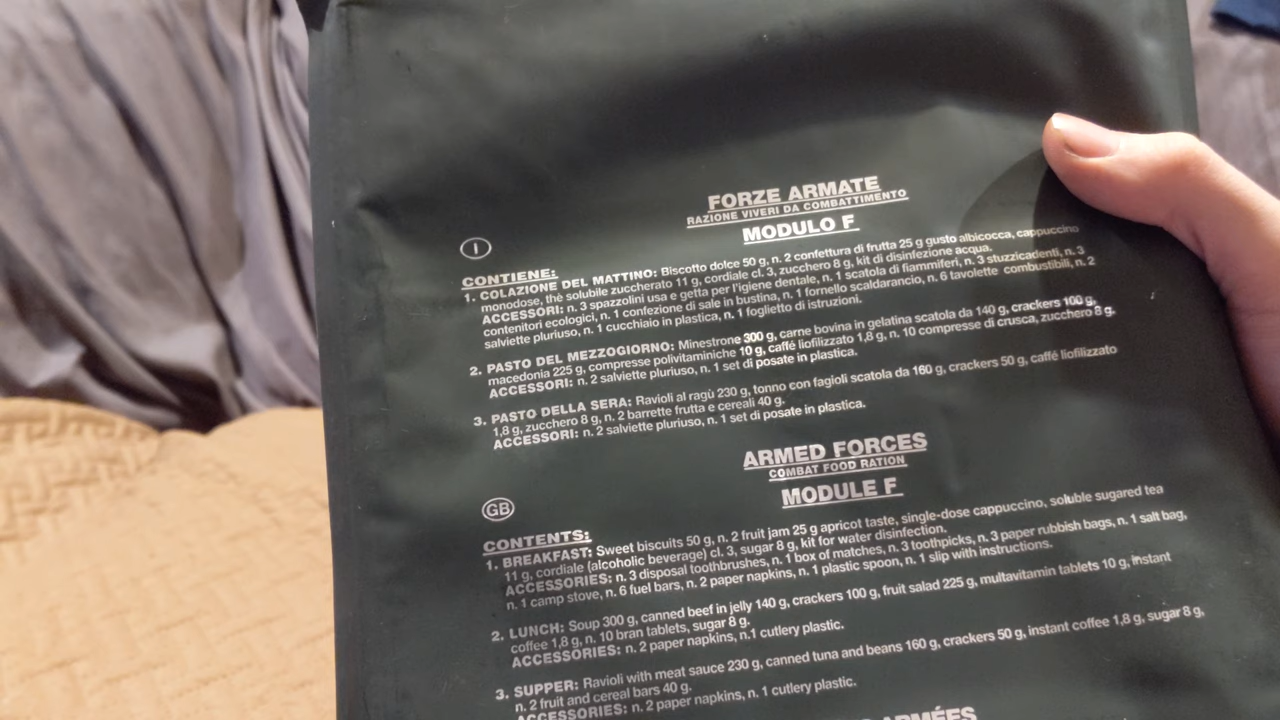 FORZE ARMATE
RAZIONE VIVERI DA COMBATTIMENTO
MODULO F
I
CONTIENE:
1. COLAZIONE DEL MATTINO: Biscotto dolce 50 g, n. 2 confettura di frutta 25 g gusto albicocca, cappuccino
monodose, thè solubile zuccherato 11 g, cordiale cl. 3, zucchero 8 g, kit di disinfezione acqua.
ACCESSORI: n. 3 spazzolini usa e getta per l'igiene dentale, n. 1 scatola di fiammiferi, n. 3 stuzzicadenti, n. 3
contenitori ecologici, n. 1 confezione di sale in bustina, n. 1 fornello scaldarancio, n. 6 tavolette combustibili, n. 2
salviette pluriuso, n. 1 cucchiaio in plastica, n. 1 foglietto di istruzioni.
2. PASTO DEL MEZZOGIORNO: Minestrone 300 g, carne bovina in gelatina scatola da 140 g, crackers 100 g,
macedonia 225 g, compresse polivitaminiche 10 g, caffé liofilizzato 1,8 g, n. 10 compresse di crusca, zucchero 8 g.
ACCESSORI: n. 2 salviette pluriuso, n. 1 set di posate in plastica.
3. PASTO DELLA SERA: Ravioli al ragù 230 g, tonno con fagioli scatola da 160 g, crackers 50 g, caffé liofilizzato
1,8 g, zucchero 8 g, n. 2 barrette frutta e cereali 40 g.
ACCESSORI: n. 2 salviette pluriuso, n. 1 set di posate in plastica.
ARMED FORCES
COMBAT FOOD RATION
MODULE F
GB
CONTENTS:
1. BREAKFAST: Sweet biscuits 50 g, n. 2 fruit jam 25 g apricot taste, single-dose cappuccino, soluble sugared tea
11 g, cordiale (alcoholic beverage) cl. 3, sugar 8 g, kit for water disinfection.
ACCESSORIES: n. 3 disposal toothbrushes, n. 1 box of matches, n. 3 toothpicks, n. 3 paper rubbish bags, n. 1 salt bag,
n. 1 camp stove, n. 6 fuel bars, n. 2 paper napkins, n. 1 plastic spoon, n. 1 slip with instructions.
2. LUNCH: Soup 300 g, canned beef in jelly 140 g, crackers 100 g, fruit salad 225 g, multavitamin tablets 10 g, instant
coffee 1,8 g, n. 10 bran tablets, sugar 8 g.
ACCESSORIES: n. 2 paper napkins, n.1 cutlery plastic.
3. SUPPER: Ravioli with meat sauce 230 g, canned tuna and beans 160 g, crackers 50 g, instant coffee 1,8 g, sugar 8 g,
n. 2 fruit and cereal bars 40 g.
ACCESSORIES: n. 2 paper napkins, n. 1 cutlery plastic.
ARMÉES